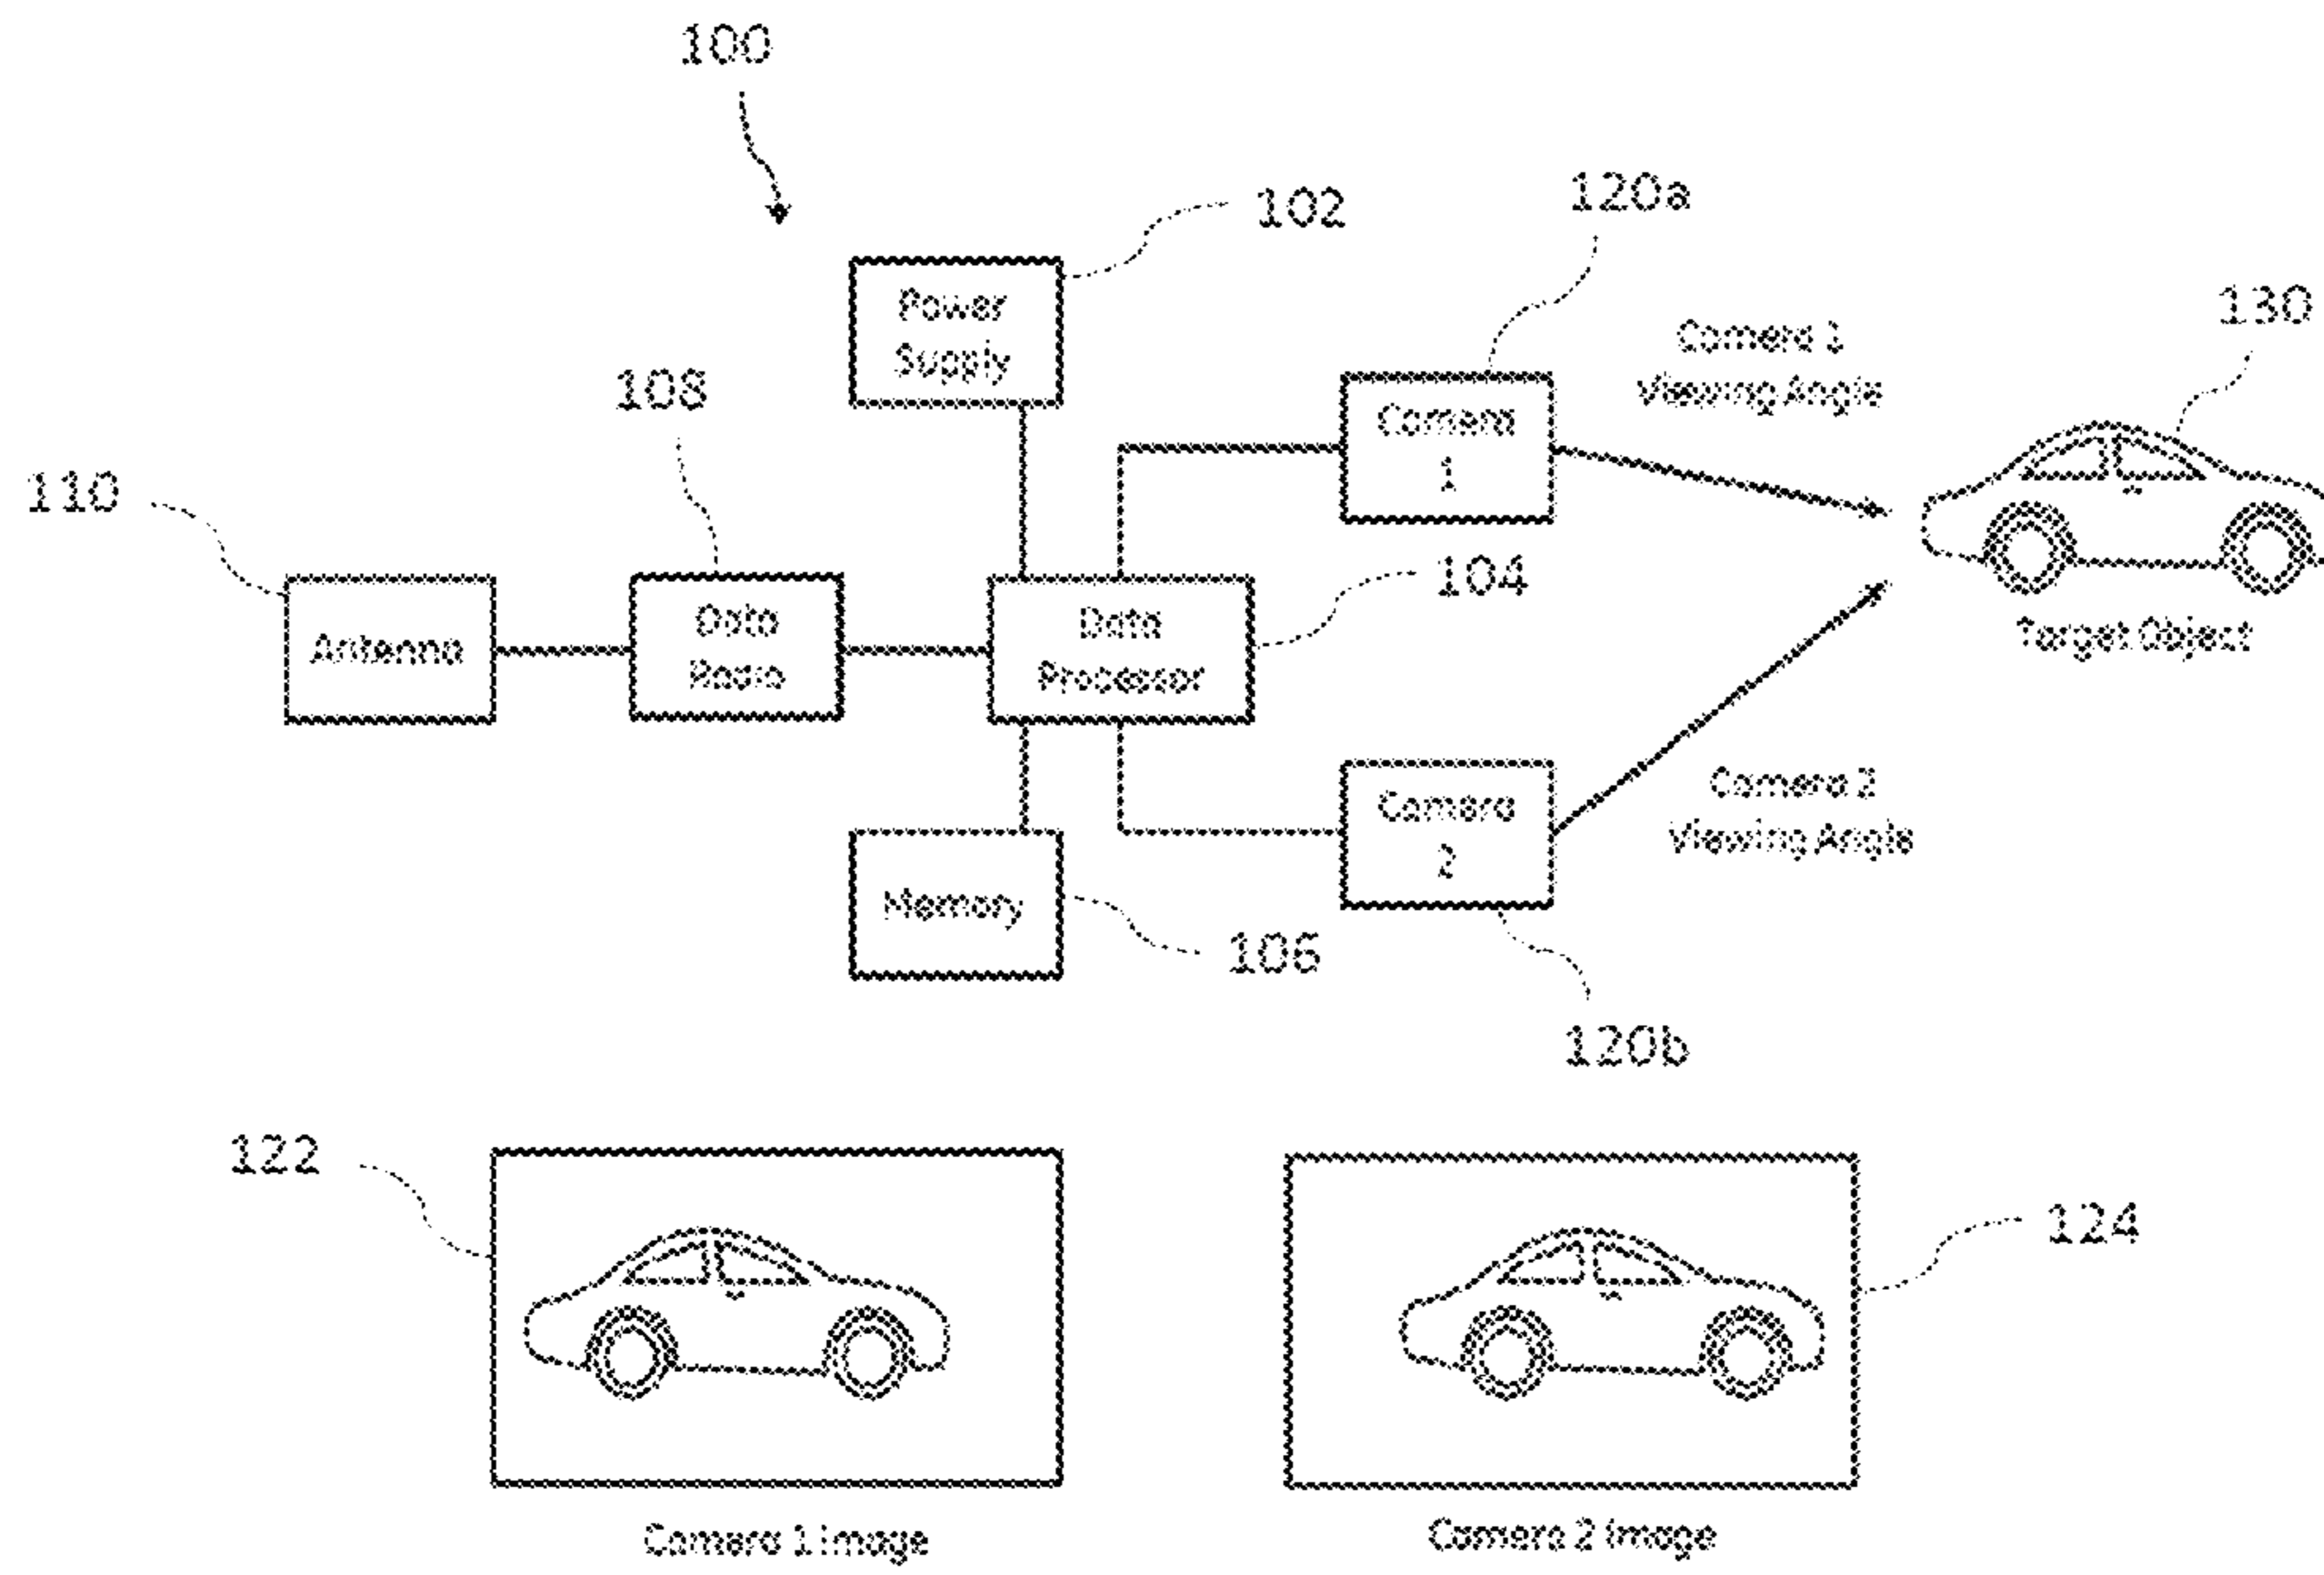 100
102
120a
130
Power
Supply
Camera 1
Viewing Angle
108
Camera
1
110
104
Antenna
Data
Radio
Data
Processor
Target Object
Camera 2
Viewing Angle
Camera
2
Memory
106
120b
122
124
Camera 1 image
Camera 2 image